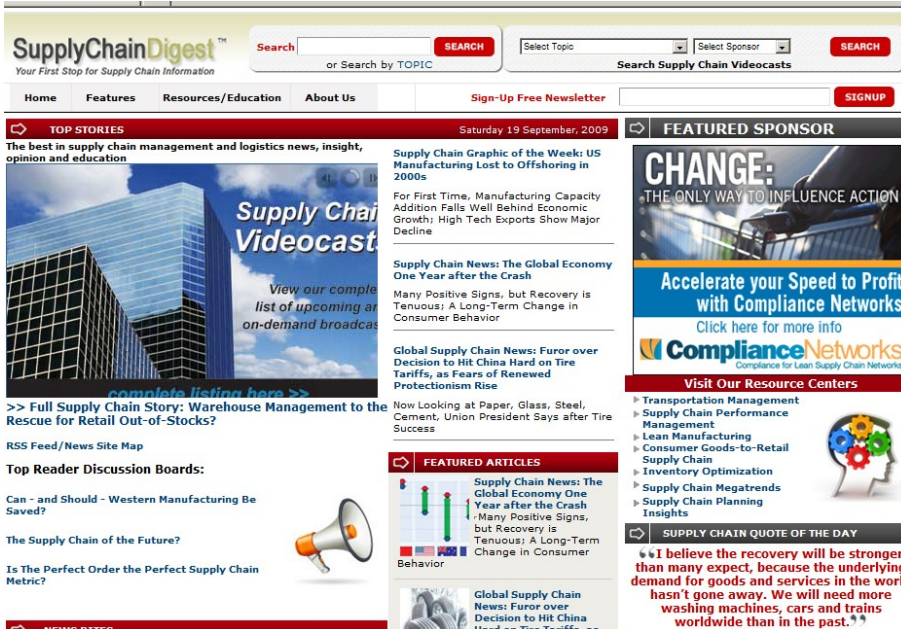 SupplyChainDigest™
Your First Stop for Supply Chain Information
Search
SEARCH
or Search by TOPIC
Select Topic
Select Sponsor
SEARCH
Search Supply Chain Videocasts
Home Features Resources/Education About Us
Sign-Up Free Newsletter
SIGNUP
TOP STORIES
Saturday 19 September, 2009
The best in supply chain management and logistics news, insight,
opinion and education
Supply Chai
Videocast
View our comple
list of upcoming an
on-demand broadcas
complete listing here >>
>> Full Supply Chain Story: Warehouse Management to the
Rescue for Retail Out-of-Stocks?
RSS Feed/News Site Map
Top Reader Discussion Boards:
Can - and Should - Western Manufacturing Be
Saved?
The Supply Chain of the Future?
Is The Perfect Order the Perfect Supply Chain
Metric?
NEWS BITES
Supply Chain Graphic of the Week: US
Manufacturing Lost to Offshoring in
2000s
For First Time, Manufacturing Capacity
Addition Falls Well Behind Economic
Growth; High Tech Exports Show Major
Decline
Supply Chain News: The Global Economy
One Year after the Crash
Many Positive Signs, but Recovery is
Tenuous; A Long-Term Change in
Consumer Behavior
Global Supply Chain News: Furor over
Decision to Hit China Hard on Tire
Tariffs, as Fears of Renewed
Protectionism Rise
Now Looking at Paper, Glass, Steel,
Cement, Union President Says after Tire
Success
FEATURED ARTICLES
Supply Chain News: The
Global Economy One
Year after the Crash
Many Positive Signs,
but Recovery is
Tenuous; A Long-Term
Change in Consumer
Behavior
Global Supply Chain
News: Furor over
Decision to Hit China
Hard on Tire Tariffs, as
FEATURED SPONSOR
CHANGE:
THE ONLY WAY TO INFLUENCE ACTION
Accelerate your Speed to Profit
with Compliance Networks
Click here for more info
ComplianceNetworks
Compliance for Lean Supply Chain Networks
Visit Our Resource Centers
Transportation Management
Supply Chain Performance
Management
Lean Manufacturing
Consumer Goods-to-Retail
Supply Chain
Inventory Optimization
Supply Chain Megatrends
Supply Chain Planning
Insights
SUPPLY CHAIN QUOTE OF THE DAY
“I believe the recovery will be stronger
than many expect, because the underlying
demand for goods and services in the worl
hasn't gone away. We will need more
washing machines, cars and trains
worldwide than in the past.”